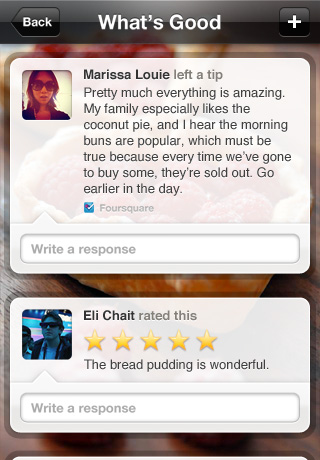 Back
What's Good
+
Marissa Louie left a tip
Pretty much everything is amazing.
My family especially likes the
coconut pie, and I hear the morning
buns are popular, which must be
true because every time we've gone
to buy some, they're sold out. Go
earlier in the day.
Foursquare
Write a response
Eli Chait rated this
The bread pudding is wonderful.
Write a response